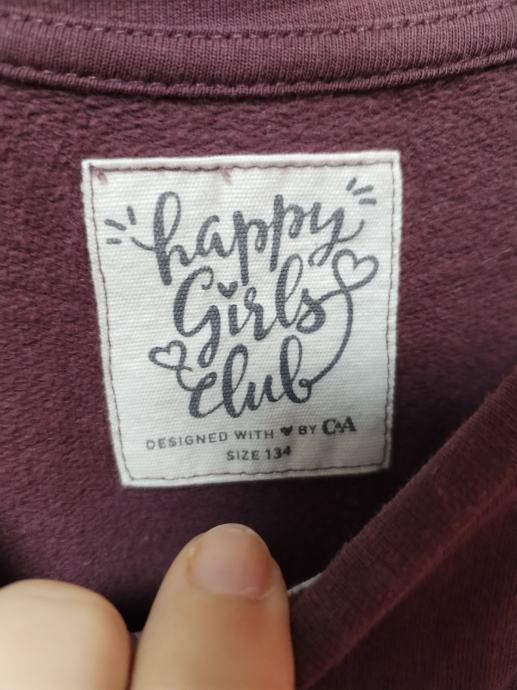 happy
Girls
club
DESIGNED WITH ♥ BY C&A
SIZE 134